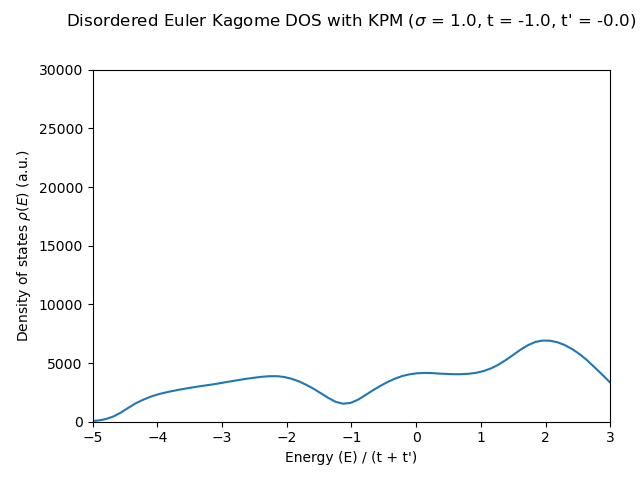 Disordered Euler Kagome DOS with KPM (σ = 1.0, t = -1.0, t' = -0.0)
30000
25000
20000
15000
10000
5000
0
Density of states ρ(E) (a.u.)
−5 −4 −3 −2 −1 0 1 2 3
Energy (E) / (t + t')